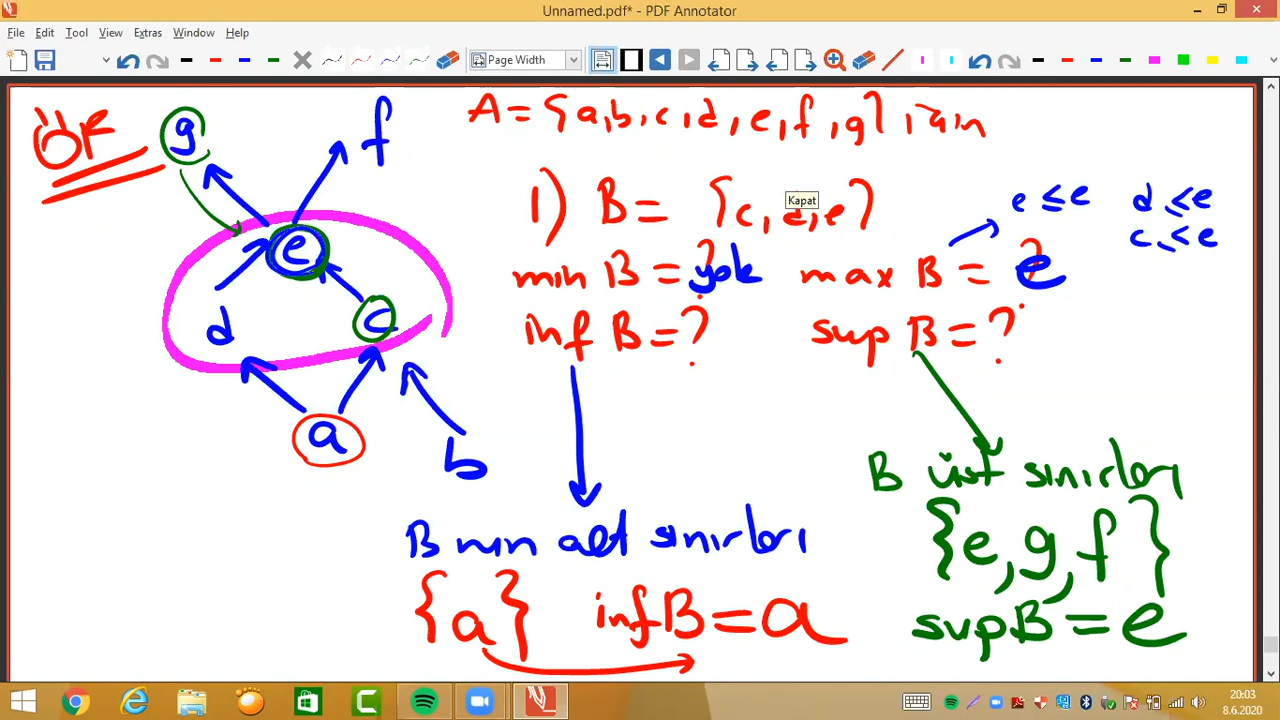 Unnamed.pdf* - PDF Annotator
File Edit Tool View Extras Window Help
Page Width
ÖR
A = {a,b,c,d,e,f,g} için
g
f
e
d
c
a
b
1) B = {c,d,e}
Kapat
e ≤ e d ≤ e
c ≤ e
min B = ? yok max B = ? e
inf B = ? sup B = ?
B üst sınırları
{e,g,f}
sup B = e
B nin alt sınırları
{a} inf B = a
20:03
8.6.2020